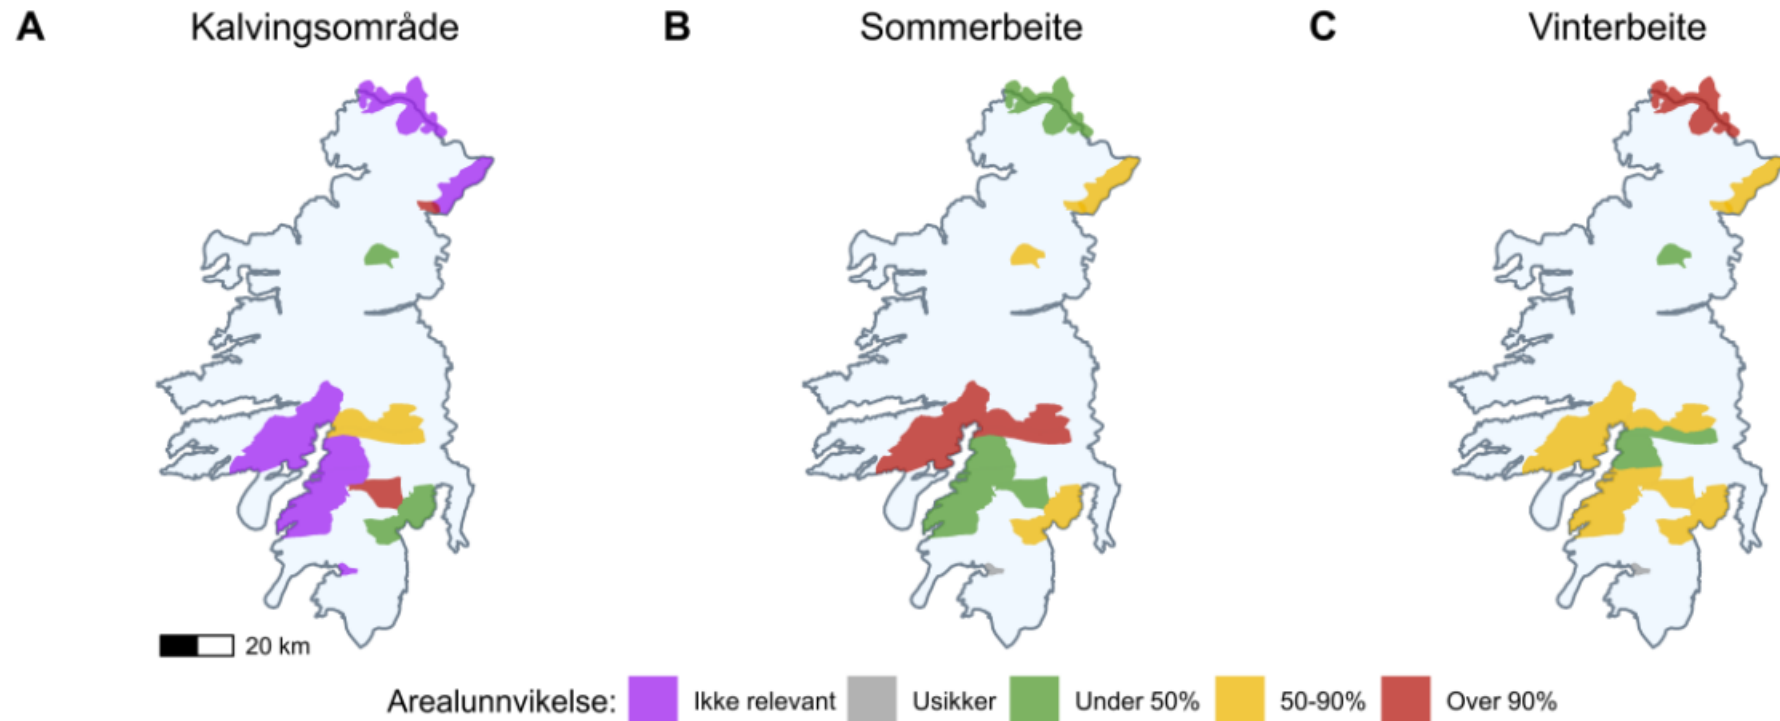 A Kalvingsområde B Sommerbeite C Vinterbeite
20 km
Arealunnvikelse: Ikke relevant Usikker Under 50% 50-90% Over 90%